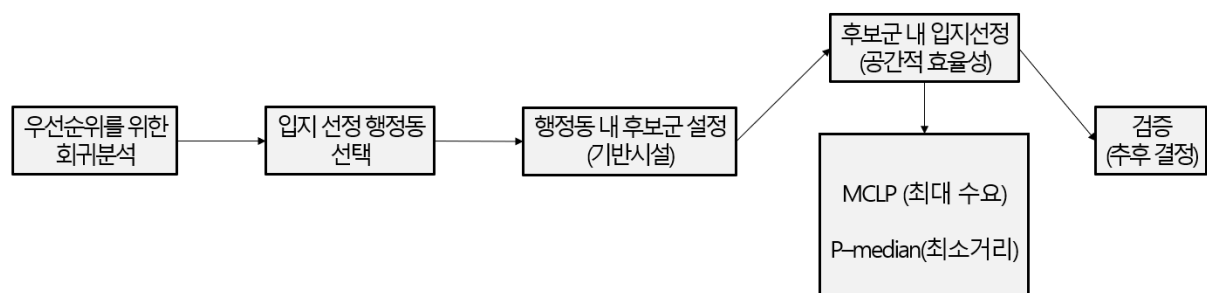 우선순위를 위한
회귀분석
입지 선정 행정동
선택
행정동 내 후보군 설정
(기반시설)
후보군 내 입지선정
(공간적 효율성)
MCLP (최대 수요)
P–median(최소거리)
검증
(추후 결정)